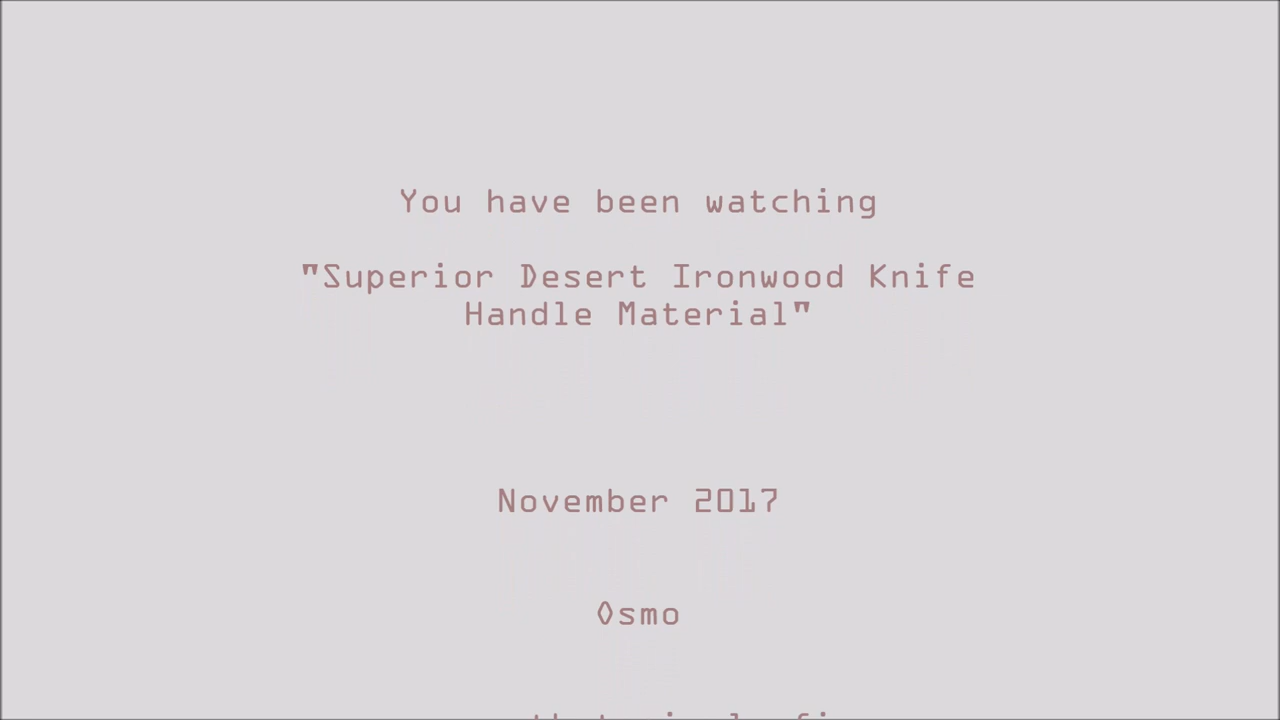 You have been watching
"Superior Desert Ironwood Knife
Handle Material"
November 2017
Osmo